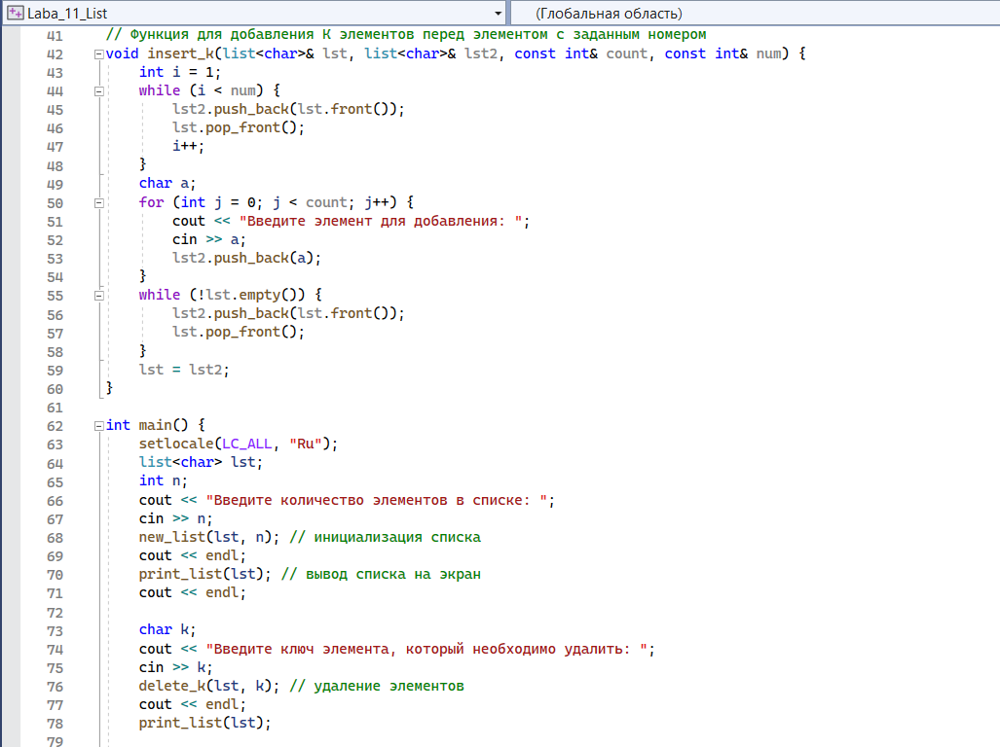 Laba_11_List
(Глобальная область)
41 // Функция для добавления К элементов перед элементом с заданным номером
42 void insert_k(list<char>& lst, list<char>& lst2, const int& count, const int& num) {
43 int i = 1;
44 while (i < num) {
45 lst2.push_back(lst.front());
46 lst.pop_front();
47 i++;
48 }
49 char a;
50 for (int j = 0; j < count; j++) {
51 cout << "Введите элемент для добавления: ";
52 cin >> a;
53 lst2.push_back(a);
54 }
55 while (!lst.empty()) {
56 lst2.push_back(lst.front());
57 lst.pop_front();
58 }
59 lst = lst2;
60 }
61
62 int main() {
63 setlocale(LC_ALL, "Ru");
64 list<char> lst;
65 int n;
66 cout << "Введите количество элементов в списке: ";
67 cin >> n;
68 new_list(lst, n); // инициализация списка
69 cout << endl;
70 print_list(lst); // вывод списка на экран
71 cout << endl;
72
73 char k;
74 cout << "Введите ключ элемента, который необходимо удалить: ";
75 cin >> k;
76 delete_k(lst, k); // удаление элементов
77 cout << endl;
78 print_list(lst);
79